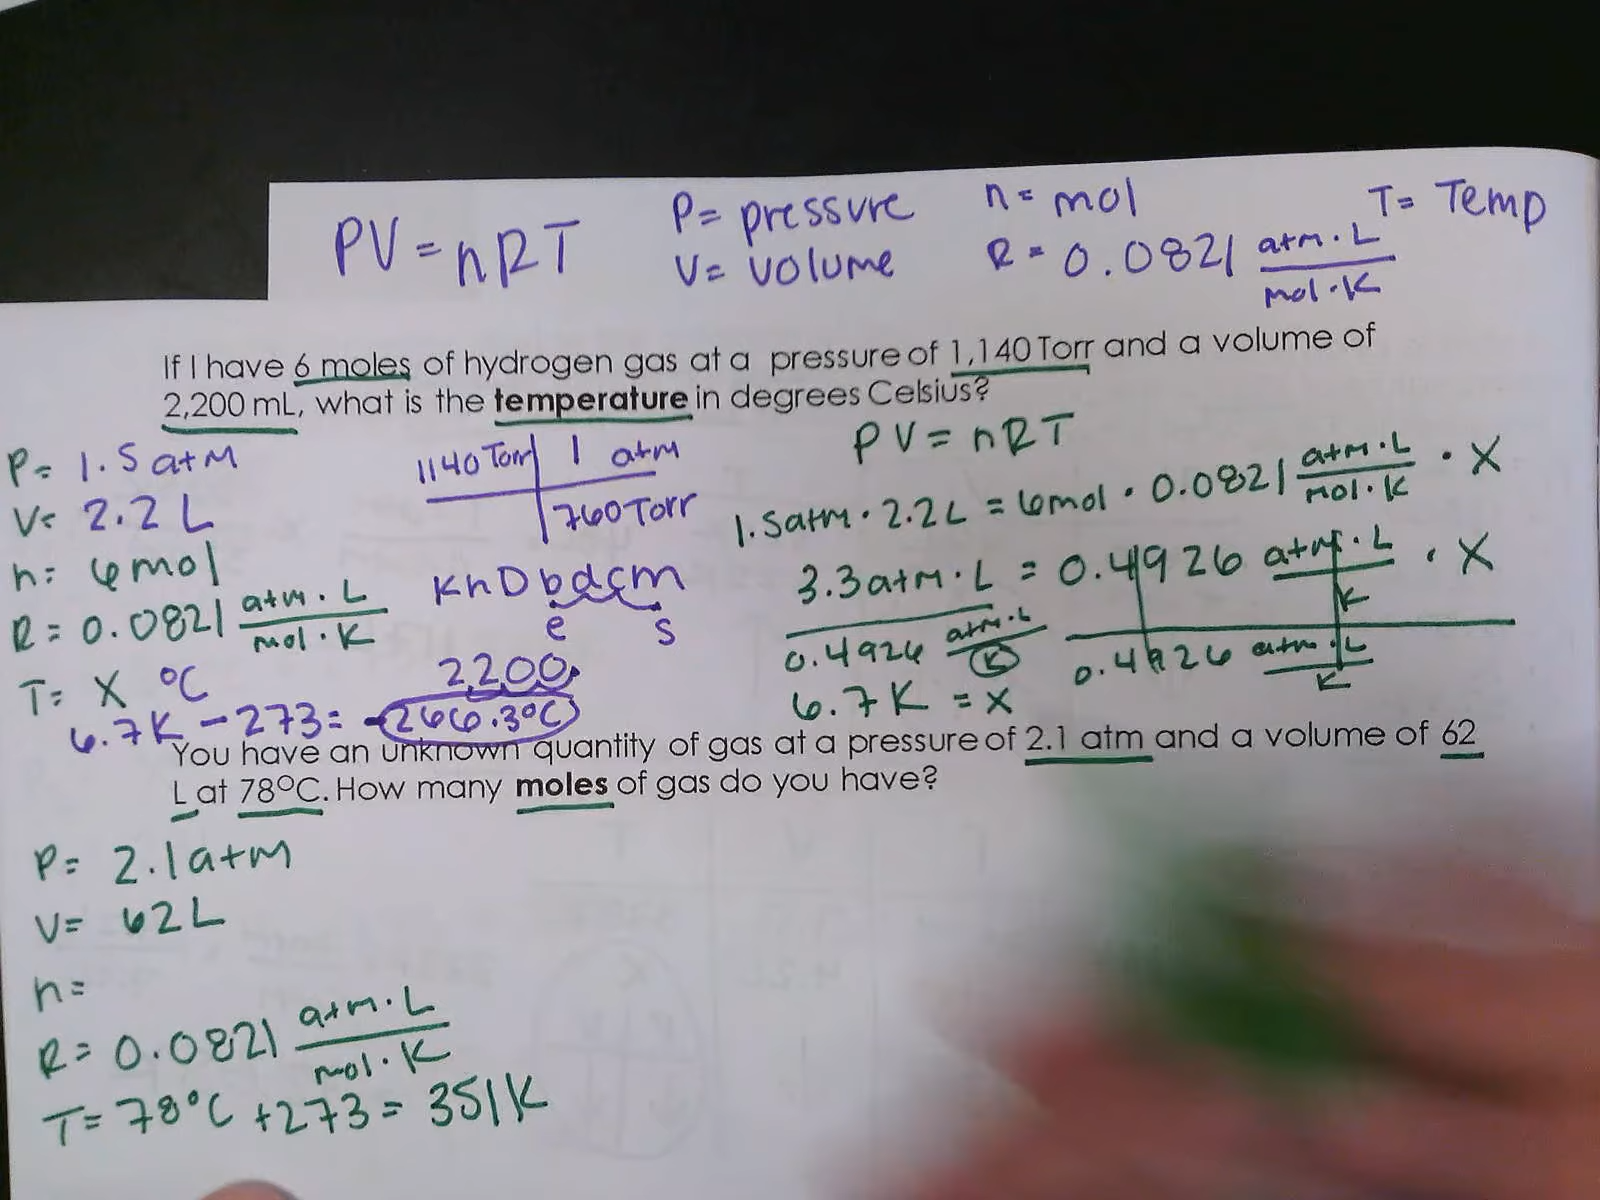 PV = nRT
P = pressure
V = volume
n = mol
R = 0.0821 atm·L / mol·K
T = Temp
If I have 6 moles of hydrogen gas at a pressure of 1,140 Torr and a volume of
2,200 mL, what is the temperature in degrees Celsius?
P = 1.5 atm
V = 2.2 L
n = 6 mol
R = 0.0821 atm·L / mol·K
T = X °C
6.7K - 273 = -266.3°C
1140 Torr | 1 atm
760 Torr
KhDbdcm
e s
2200.
PV = nRT
1.5atm · 2.2L = 6mol · 0.0821 atm·L / mol·K · X
3.3 atm·L = 0.4926 atm·L / K · X
0.4926 atm·L / K 0.4926 atm·L / K
6.7K = X
You have an unknown quantity of gas at a pressure of 2.1 atm and a volume of 62
L at 78°C. How many moles of gas do you have?
P = 2.1 atm
V = 62L
n =
R = 0.0821 atm·L / mol·K
T = 78°C + 273 = 351K